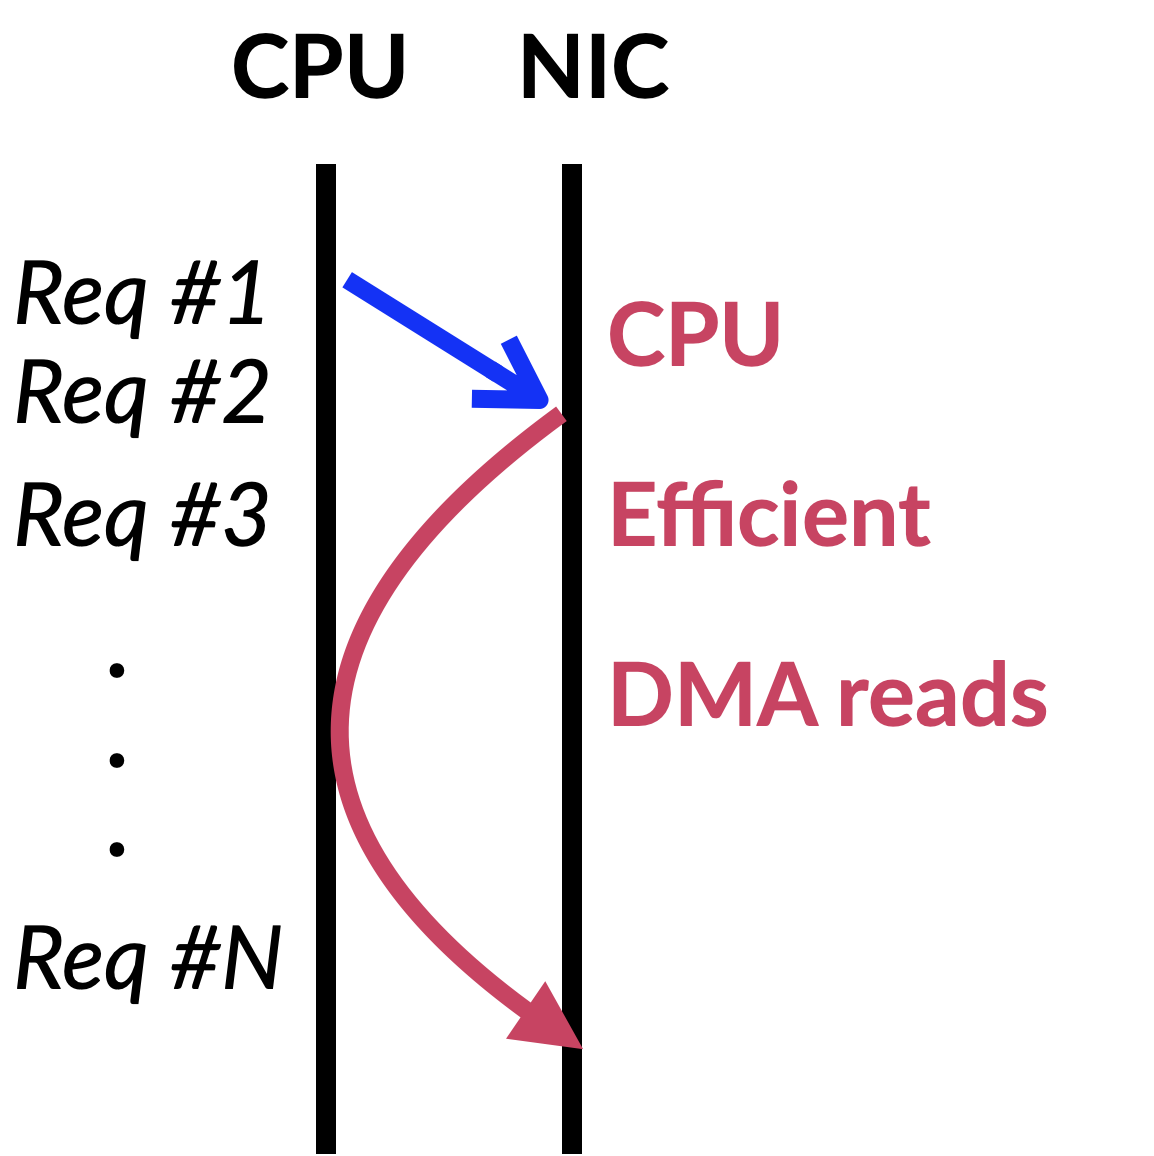 CPU NIC
Req #1
CPU
Req #2
Req #3
Efficient
.
DMA reads
.
.
Req #N